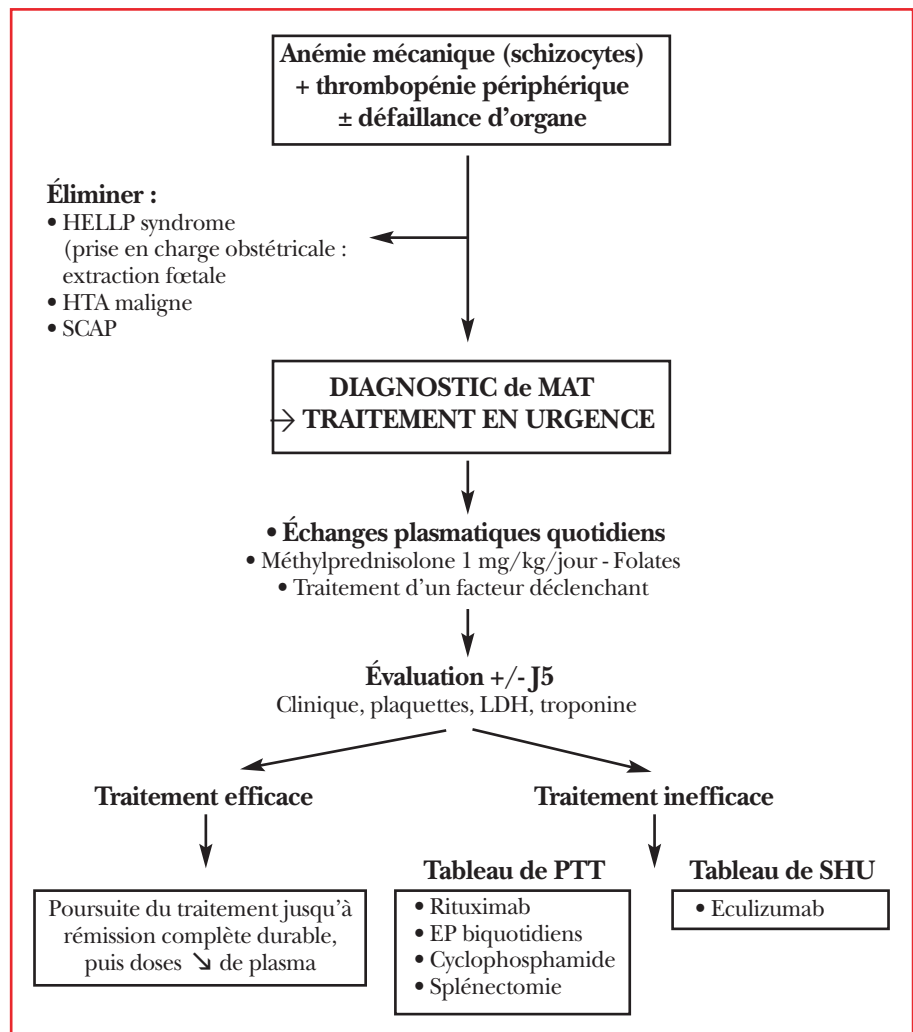 Anémie mécanique (schizocytes)
+ thrombopénie périphérique
± défaillance d'organe
Éliminer :
• HELLP syndrome
(prise en charge obstétricale :
extraction fœtale
• HTA maligne
• SCAP
DIAGNOSTIC de MAT
→ TRAITEMENT EN URGENCE
• Échanges plasmatiques quotidiens
• Méthylprednisolone 1 mg/kg/jour - Folates
• Traitement d'un facteur déclenchant
Évaluation +/- J5
Clinique, plaquettes, LDH, troponine
Traitement efficace
Traitement inefficace
Poursuite du traitement jusqu'à
rémission complète durable,
puis doses ↘ de plasma
Tableau de PTT
• Rituximab
• EP biquotidiens
• Cyclophosphamide
• Splénectomie
Tableau de SHU
• Eculizumab